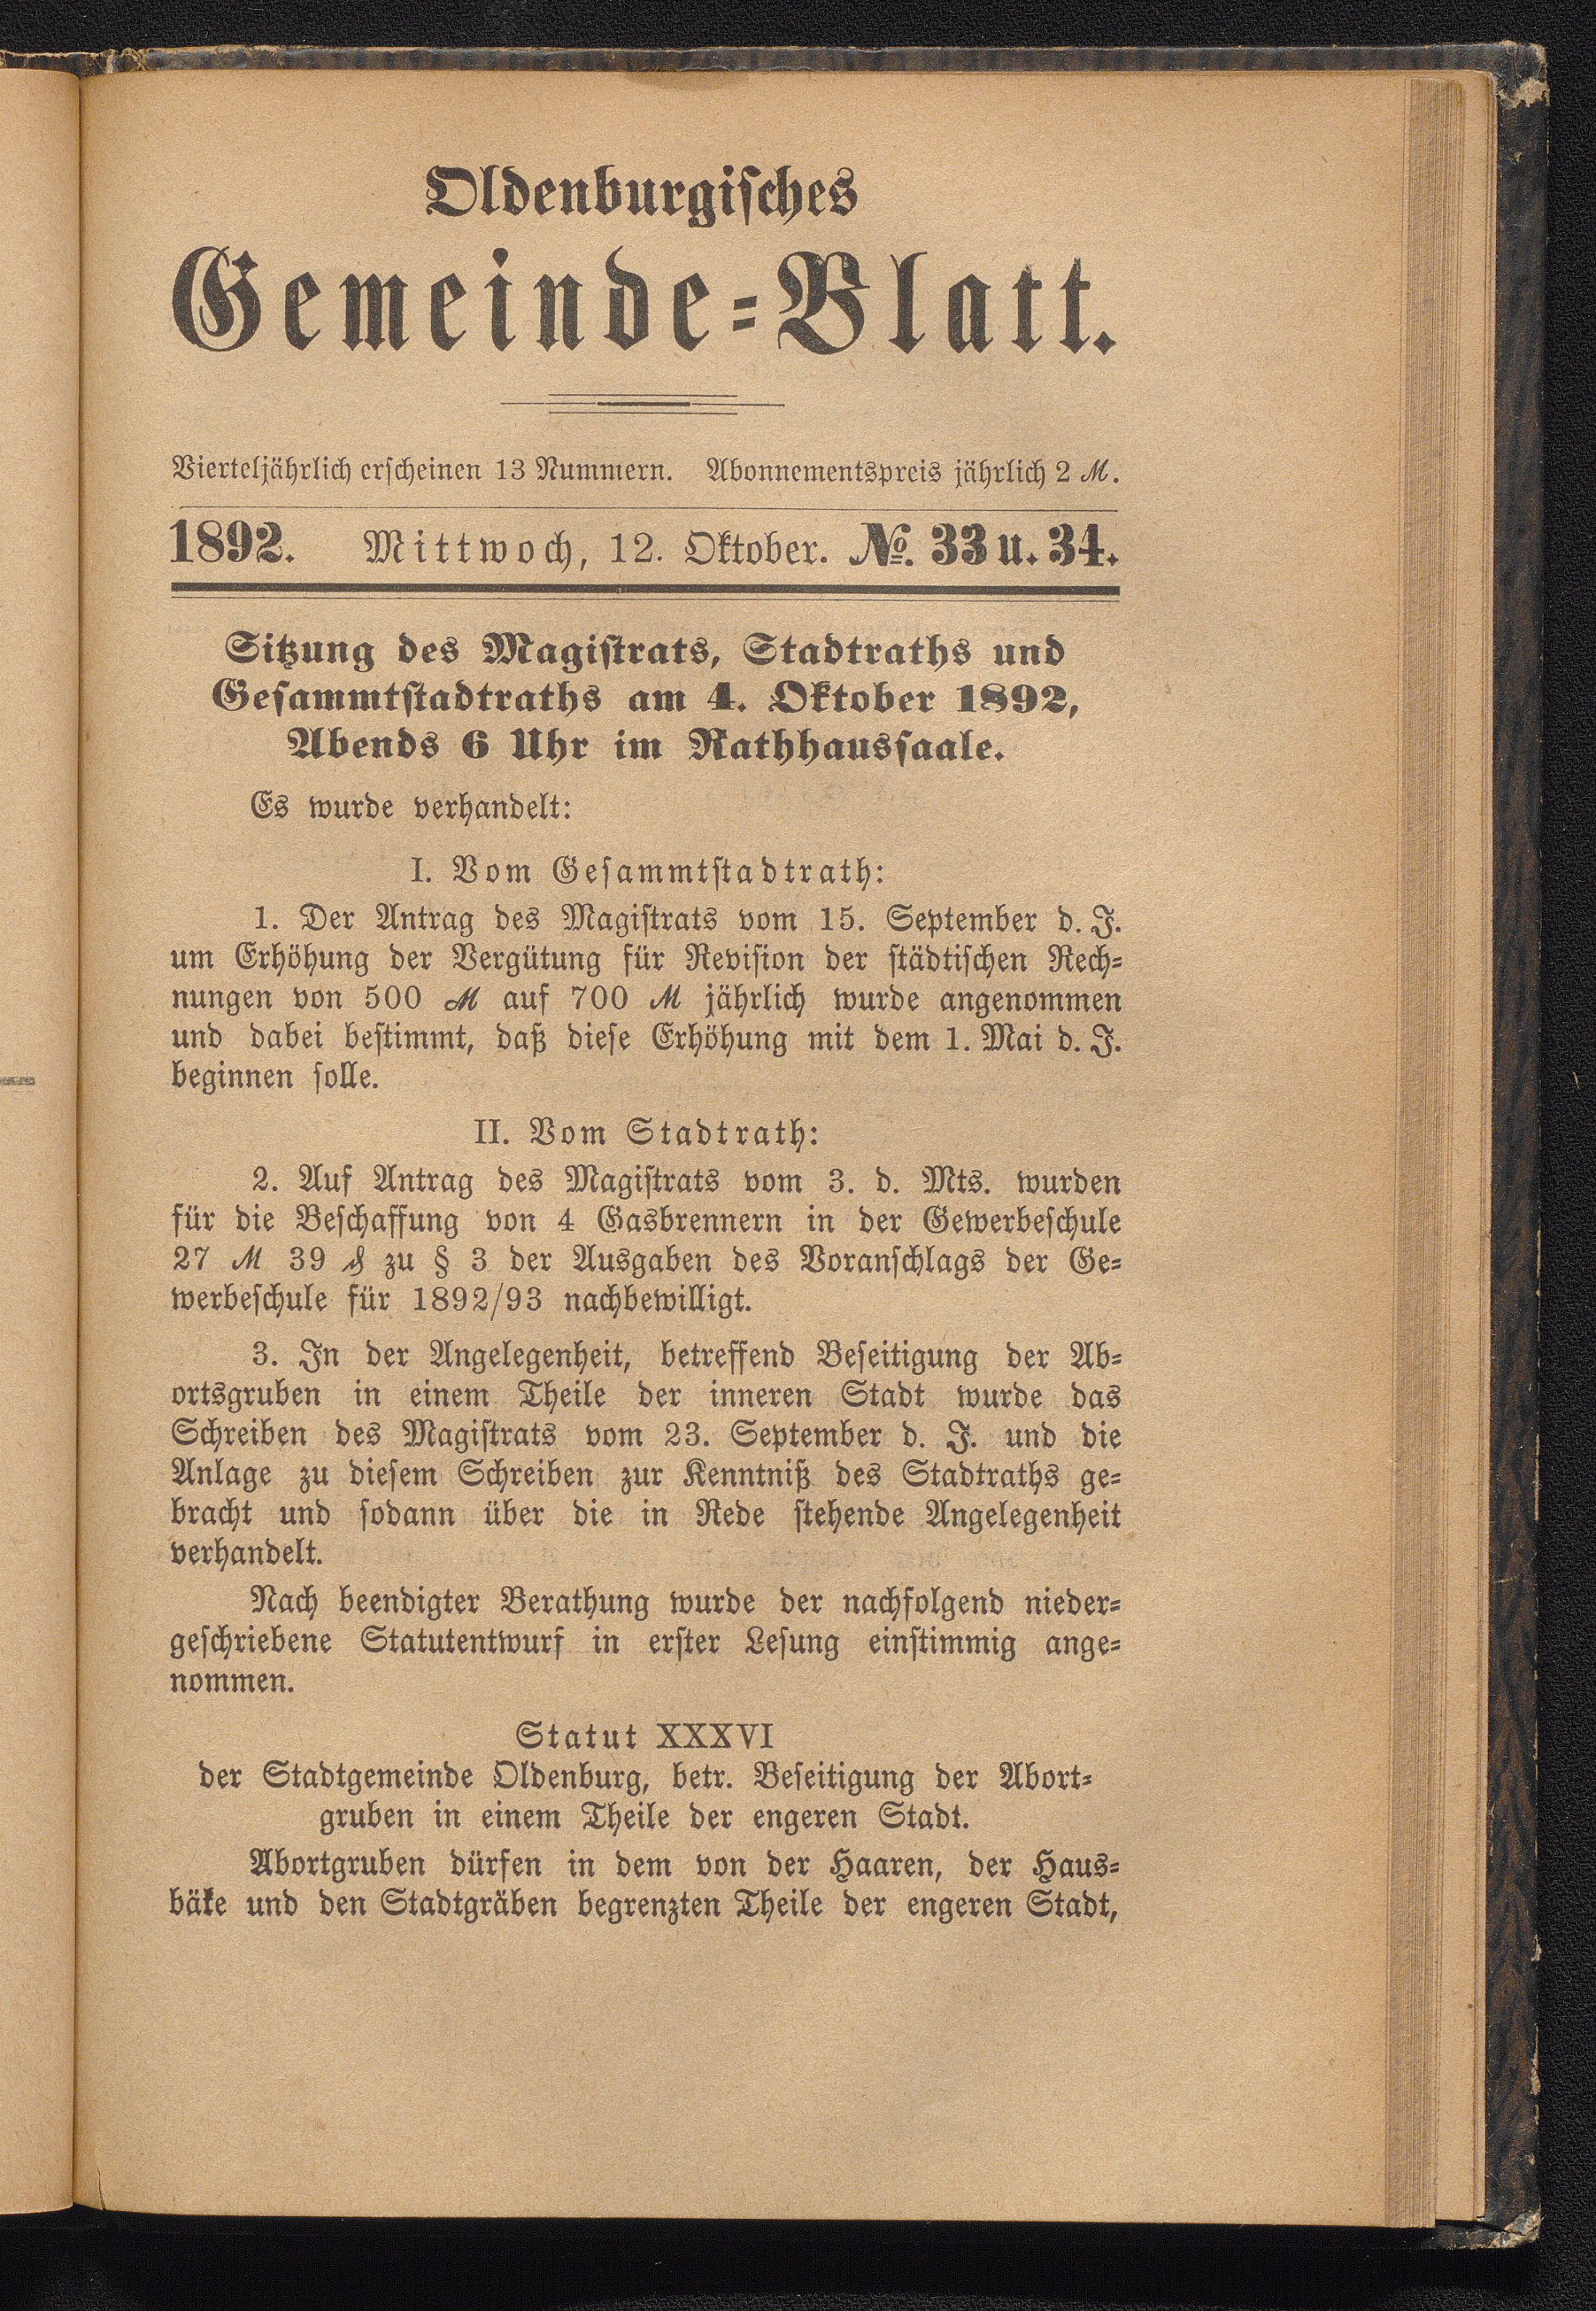 Oldenburgisches
Gemeinde-Blatt.
Vierteljährlich erscheinen 13 Nummern. Abonnementspreis jährlich 2 ℳ.
1892. Mittwoch, 12. Oktober. №. 33 u. 34.
Sitzung des Magistrats, Stadtraths und
Gesammtstadtraths am 4. Oktober 1892,
Abends 6 Uhr im Rathhaussaale.
Es wurde verhandelt:
I. Vom Gesammtstadtrath:
1. Der Antrag des Magistrats vom 15. September d. J.
um Erhöhung der Vergütung für Revision der städtischen Rech-
nungen von 500 ℳ auf 700 ℳ jährlich wurde angenommen
und dabei bestimmt, daß diese Erhöhung mit dem 1. Mai d. J.
beginnen solle.
II. Vom Stadtrath:
2. Auf Antrag des Magistrats vom 3. d. Mts. wurden
für die Beschaffung von 4 Gasbrennern in der Gewerbeschule
27 ℳ 39 ₰ zu § 3 der Ausgaben des Voranschlags der Ge-
werbeschule für 1892/93 nachbewilligt.
3. In der Angelegenheit, betreffend Beseitigung der Ab-
ortsgruben in einem Theile der inneren Stadt wurde das
Schreiben des Magistrats vom 23. September d. J. und die
Anlage zu diesem Schreiben zur Kenntniß des Stadtraths ge-
bracht und sodann über die in Rede stehende Angelegenheit
verhandelt.
Nach beendigter Berathung wurde der nachfolgend nieder-
geschriebene Statutentwurf in erster Lesung einstimmig ange-
nommen.
Statut XXXVI
der Stadtgemeinde Oldenburg, betr. Beseitigung der Abort-
gruben in einem Theile der engeren Stadt.
Abortgruben dürfen in dem von der Haaren, der Haus-
bäke und den Stadtgräben begrenzten Theile der engeren Stadt,